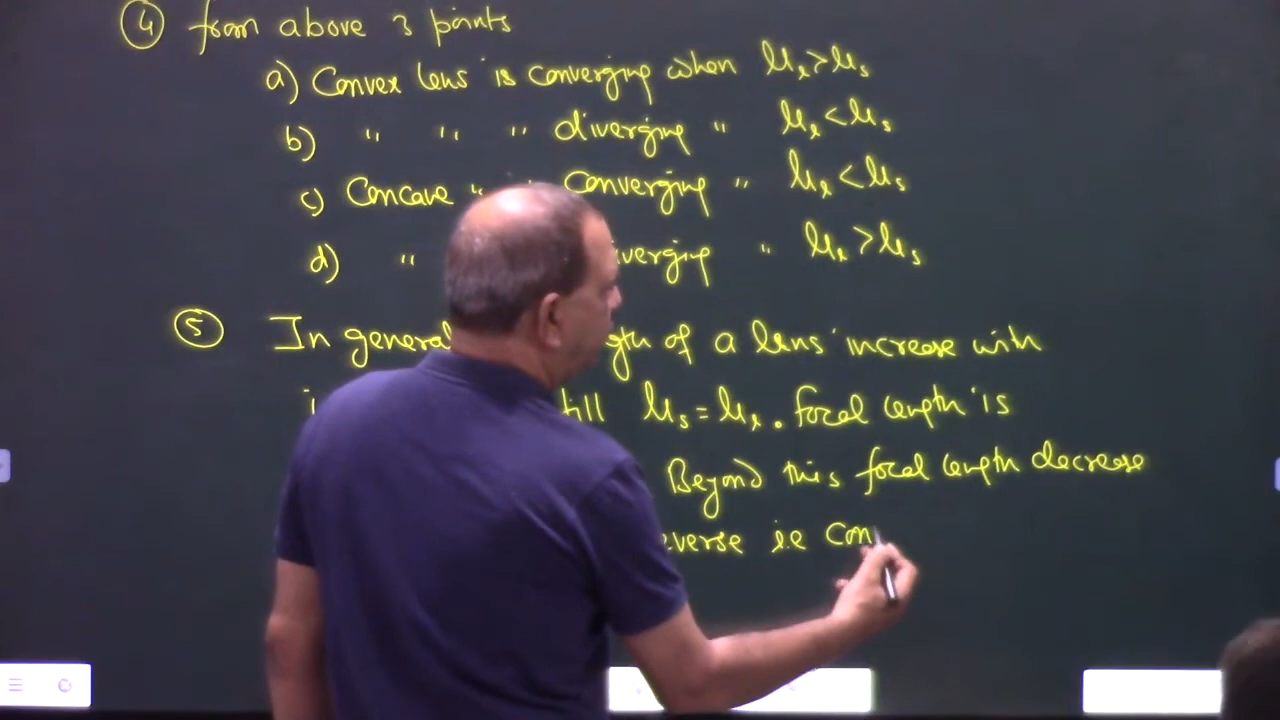 ④ from above 3 points
a) Convex lens is converging when μₗ > μₛ
b) " " " diverging " μₗ < μₛ
c) Concave " " Converging " μₗ < μₛ
d) " verging " μₗ > μₛ
⑤ In general gth of a lens increase with
till μₛ = μₗ. focal length is
Beyond this focal length decrease
everse i.e Con